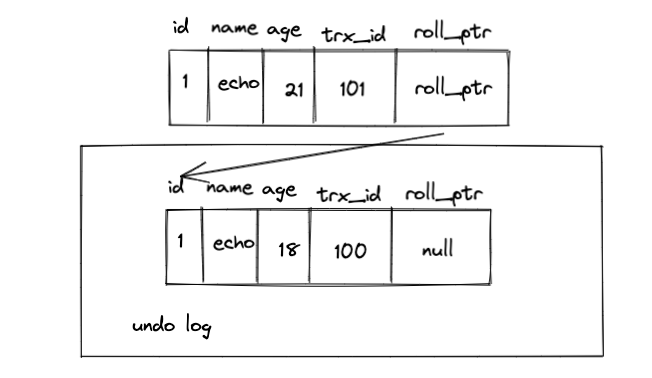 id name age trx_id roll_ptr
1 echo 21 101 roll_ptr
id name age trx_id roll_ptr
1 echo 18 100 null
undo log